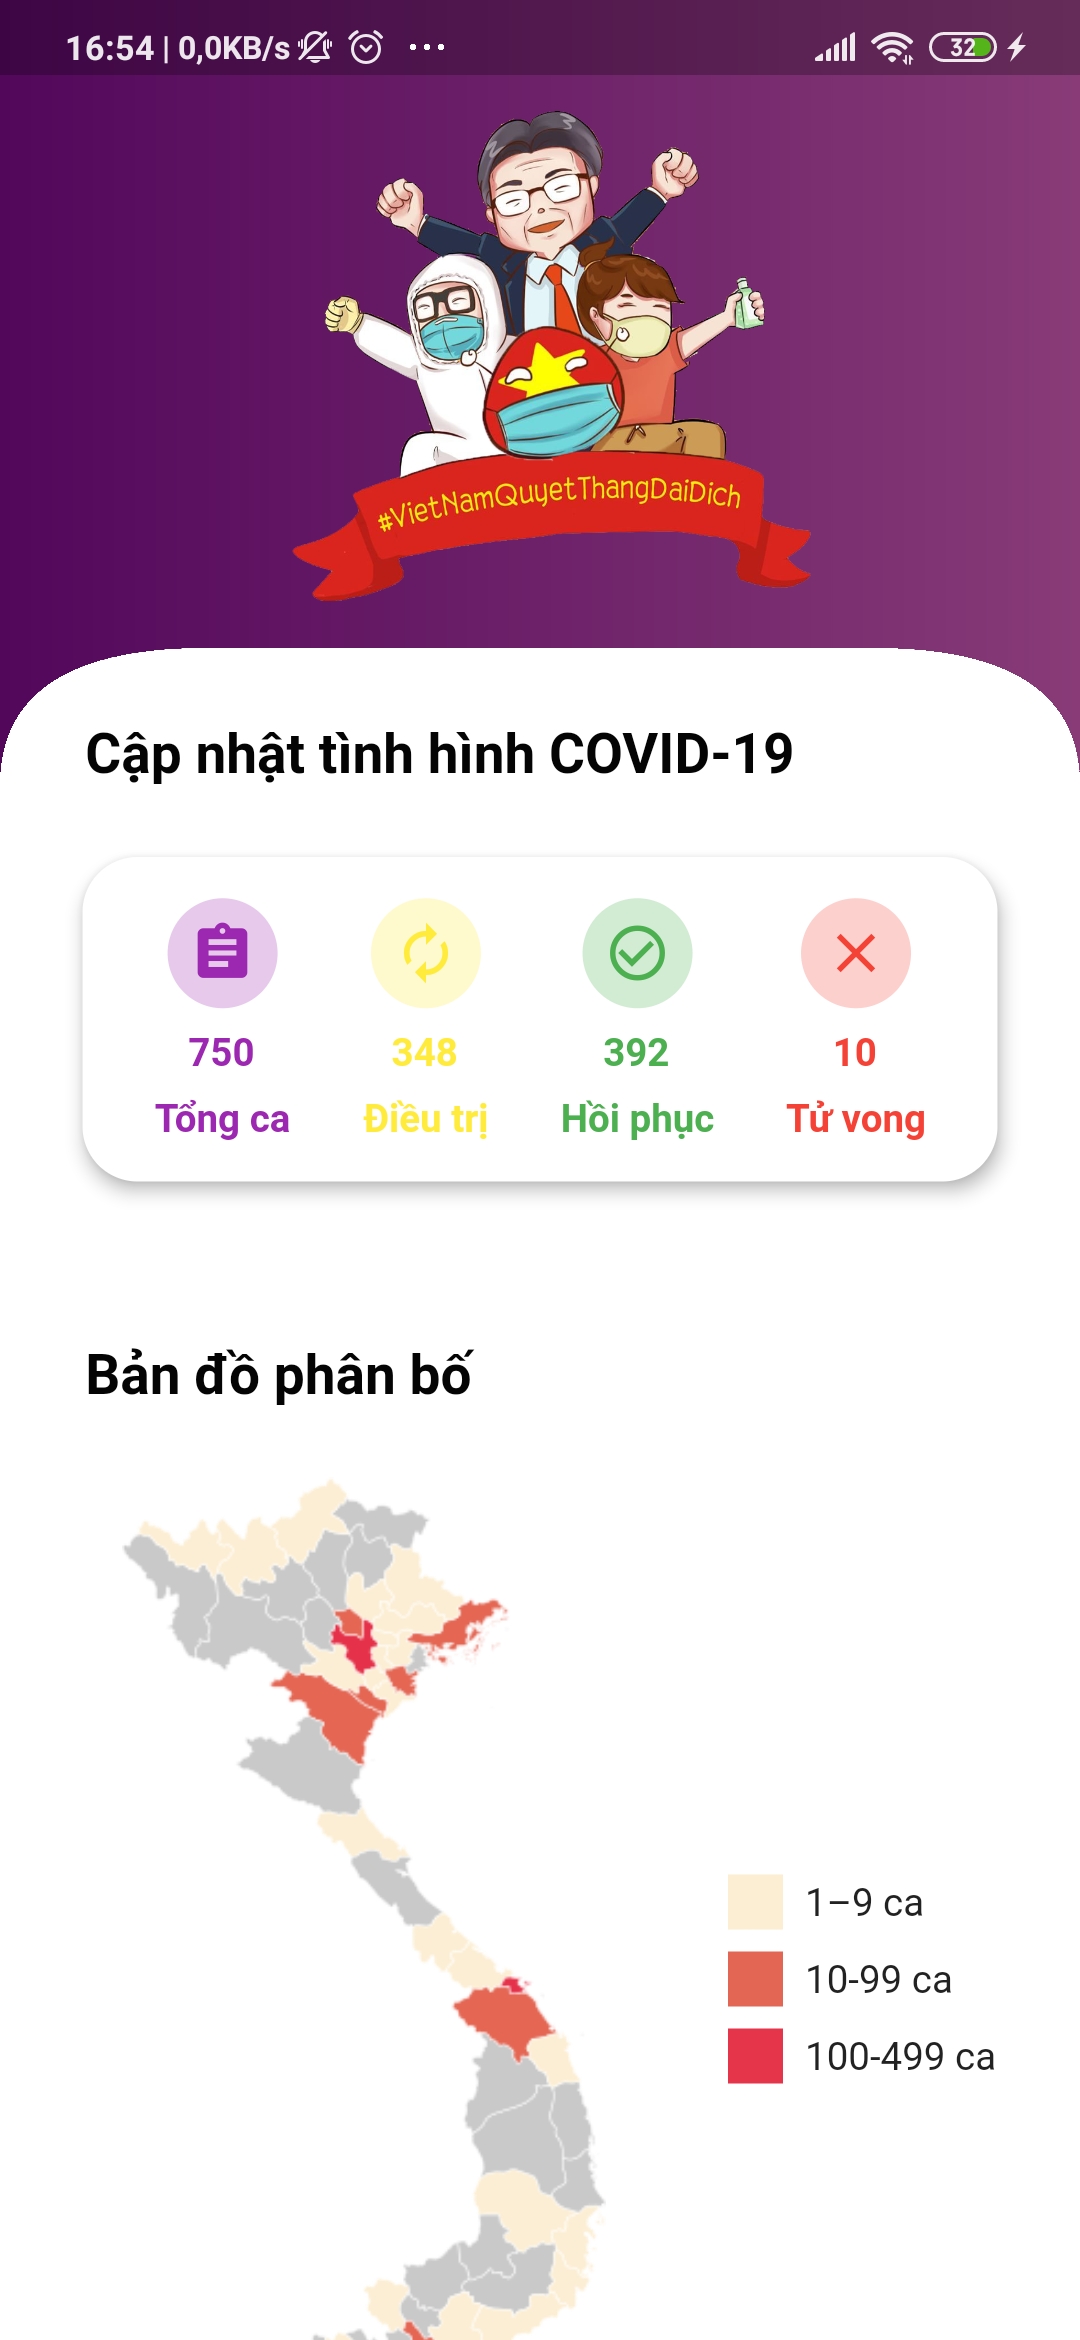 16:54 | 0,0KB/s
32
#VietNamQuyetThangDaiDich
Cập nhật tình hình COVID-19
750 348 392 10
Tổng ca Điều trị Hồi phục Tử vong
Bản đồ phân bố
1–9 ca
10-99 ca
100-499 ca